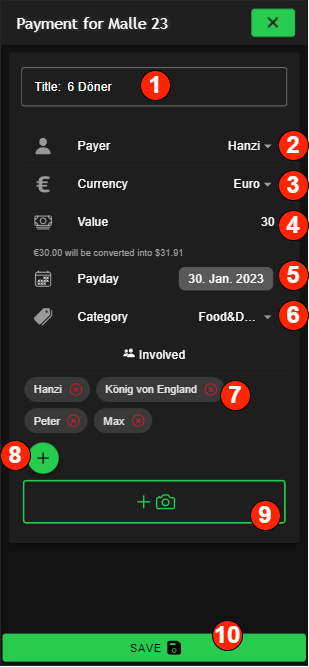 Payment for Malle 23
Title: 6 Döner 1
Payer Hanzi 2
Currency Euro 3
Value 30 4
€30.00 will be converted into $31.91
Payday 30. Jan. 2023 5
Category Food&D... 6
Involved
Hanzi König von England 7
Peter Max
8 +
+ 9
SAVE 10